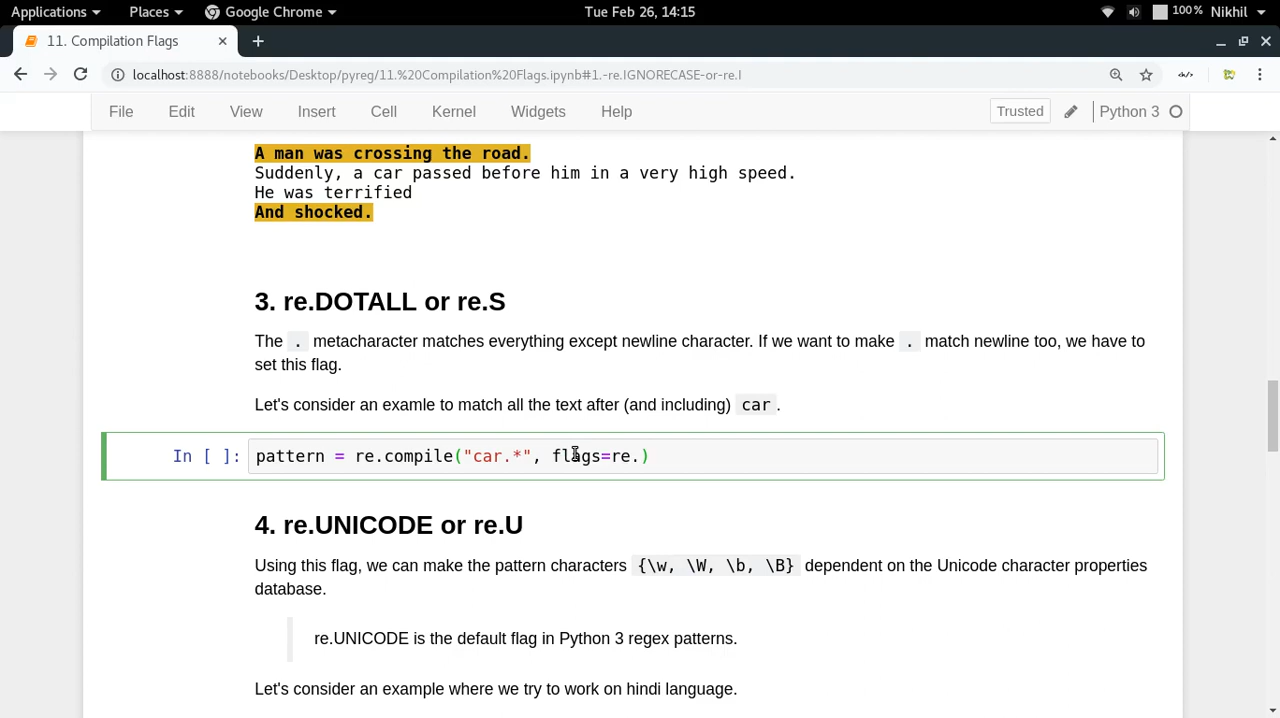 Applications Places Google Chrome Tue Feb 26, 14:15 100% Nikhil
11. Compilation Flags
localhost:8888/notebooks/Desktop/pyreg/11.%20Compilation%20Flags.ipynb#1.-re.IGNORECASE-or-re.I
File Edit View Insert Cell Kernel Widgets Help Trusted Python 3
A man was crossing the road.
Suddenly, a car passed before him in a very high speed.
He was terrified
And shocked.
3. re.DOTALL or re.S
The . metacharacter matches everything except newline character. If we want to make . match newline too, we have to
set this flag.
Let's consider an examle to match all the text after (and including) car .
In [ ]: pattern = re.compile("car.*", flags=re.)
4. re.UNICODE or re.U
Using this flag, we can make the pattern characters {\w, \W, \b, \B} dependent on the Unicode character properties
database.
re.UNICODE is the default flag in Python 3 regex patterns.
Let's consider an example where we try to work on hindi language.